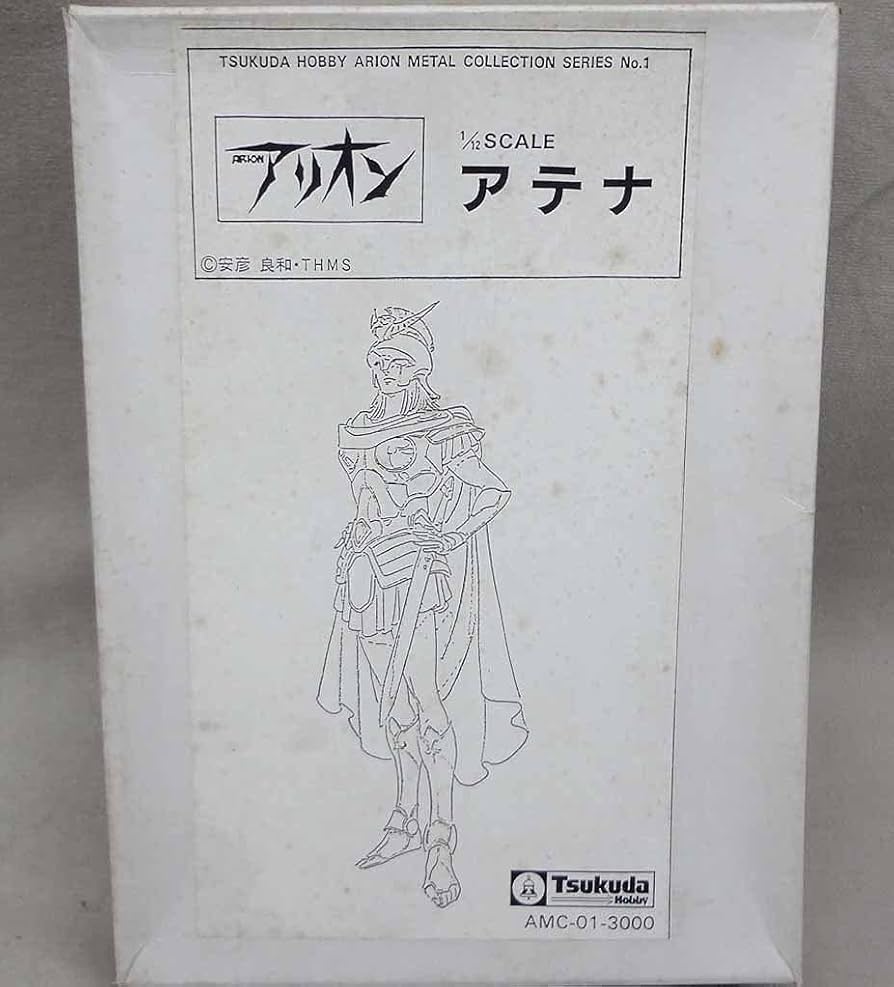 TSUKUDA HOBBY ARION METAL COLLECTION SERIES No.1
ARION アリオン
1/12 SCALE
アテナ
©安彦 良和・THMS
Tsukuda
Hobby
AMC-01-3000